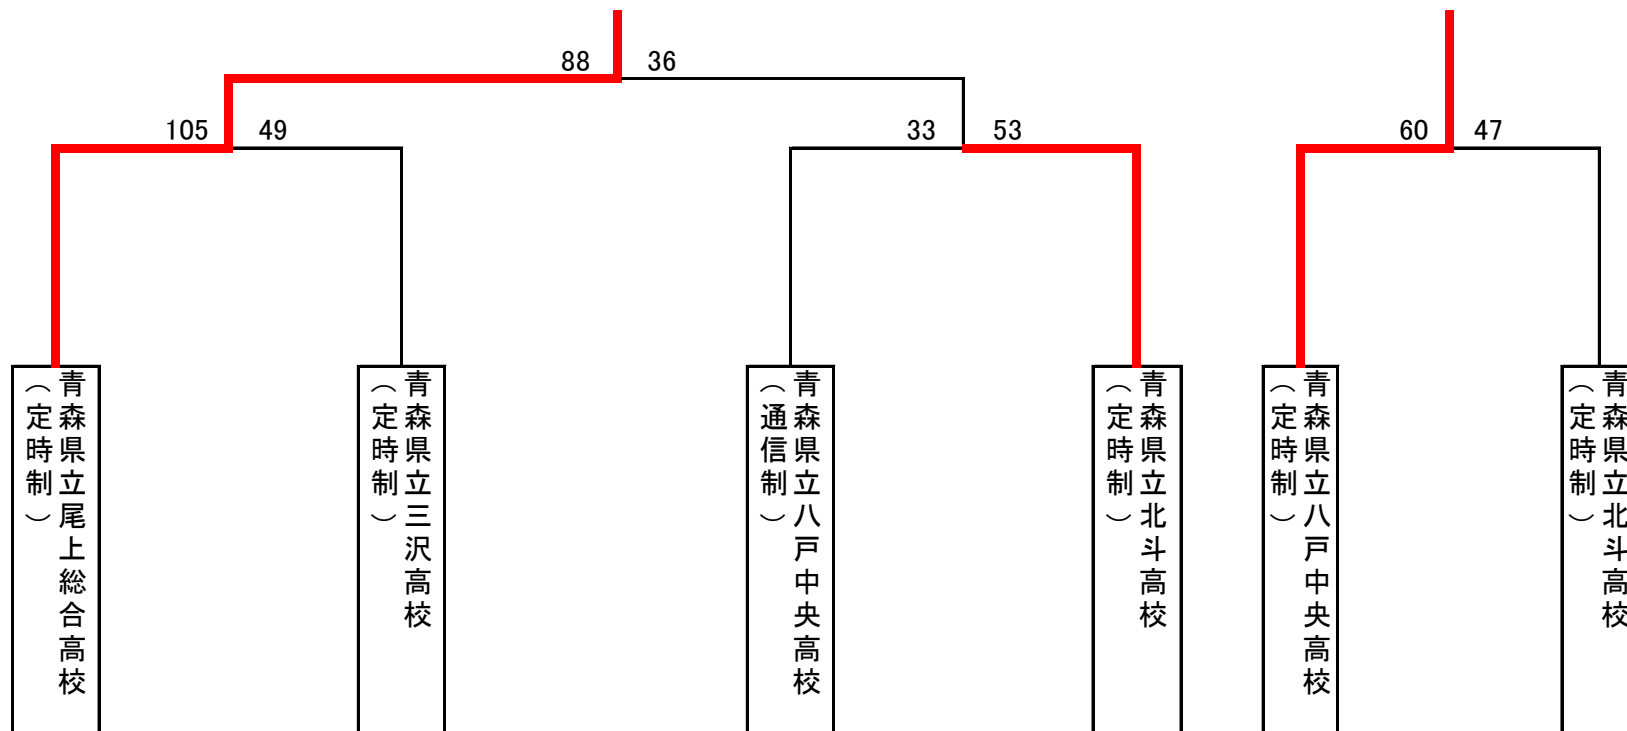 88 36
105 49
33 53
60 47
青森県立尾上総合高校
（定時制）
青森県立三沢高校
（定時制）
青森県立八戸中央高校
（通信制）
青森県立北斗高校
（定時制）
青森県立八戸中央高校
（定時制）
青森県立北斗高校
（定時制）